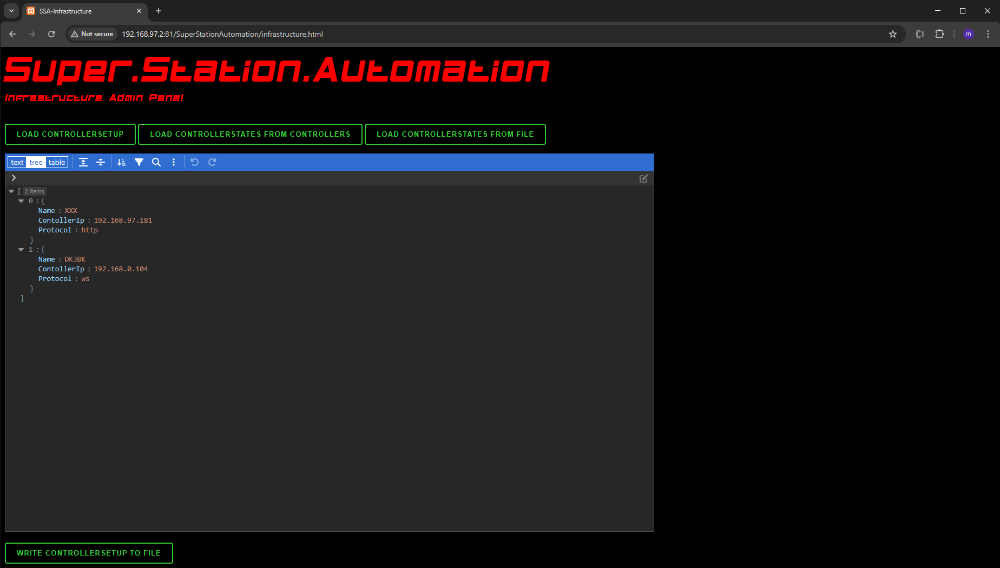 SSA-Infrastructure
Not secure
192.168.97.2:81/SuperStationAutomation/infrastructure.html
m
Super.Station.Automation
Infrastructure Admin Panel
LOAD CONTROLLERSETUP
LOAD CONTROLLERSTATES FROM CONTROLLERS
LOAD CONTROLLERSTATES FROM FILE
text tree table
[ 2 items
0 : {
Name : XXX
ContollerIp : 192.168.97.181
Protocol : http
}
1 : {
Name : DK3BK
ContollerIp : 192.168.0.104
Protocol : ws
}
]
WRITE CONTROLLERSETUP TO FILE